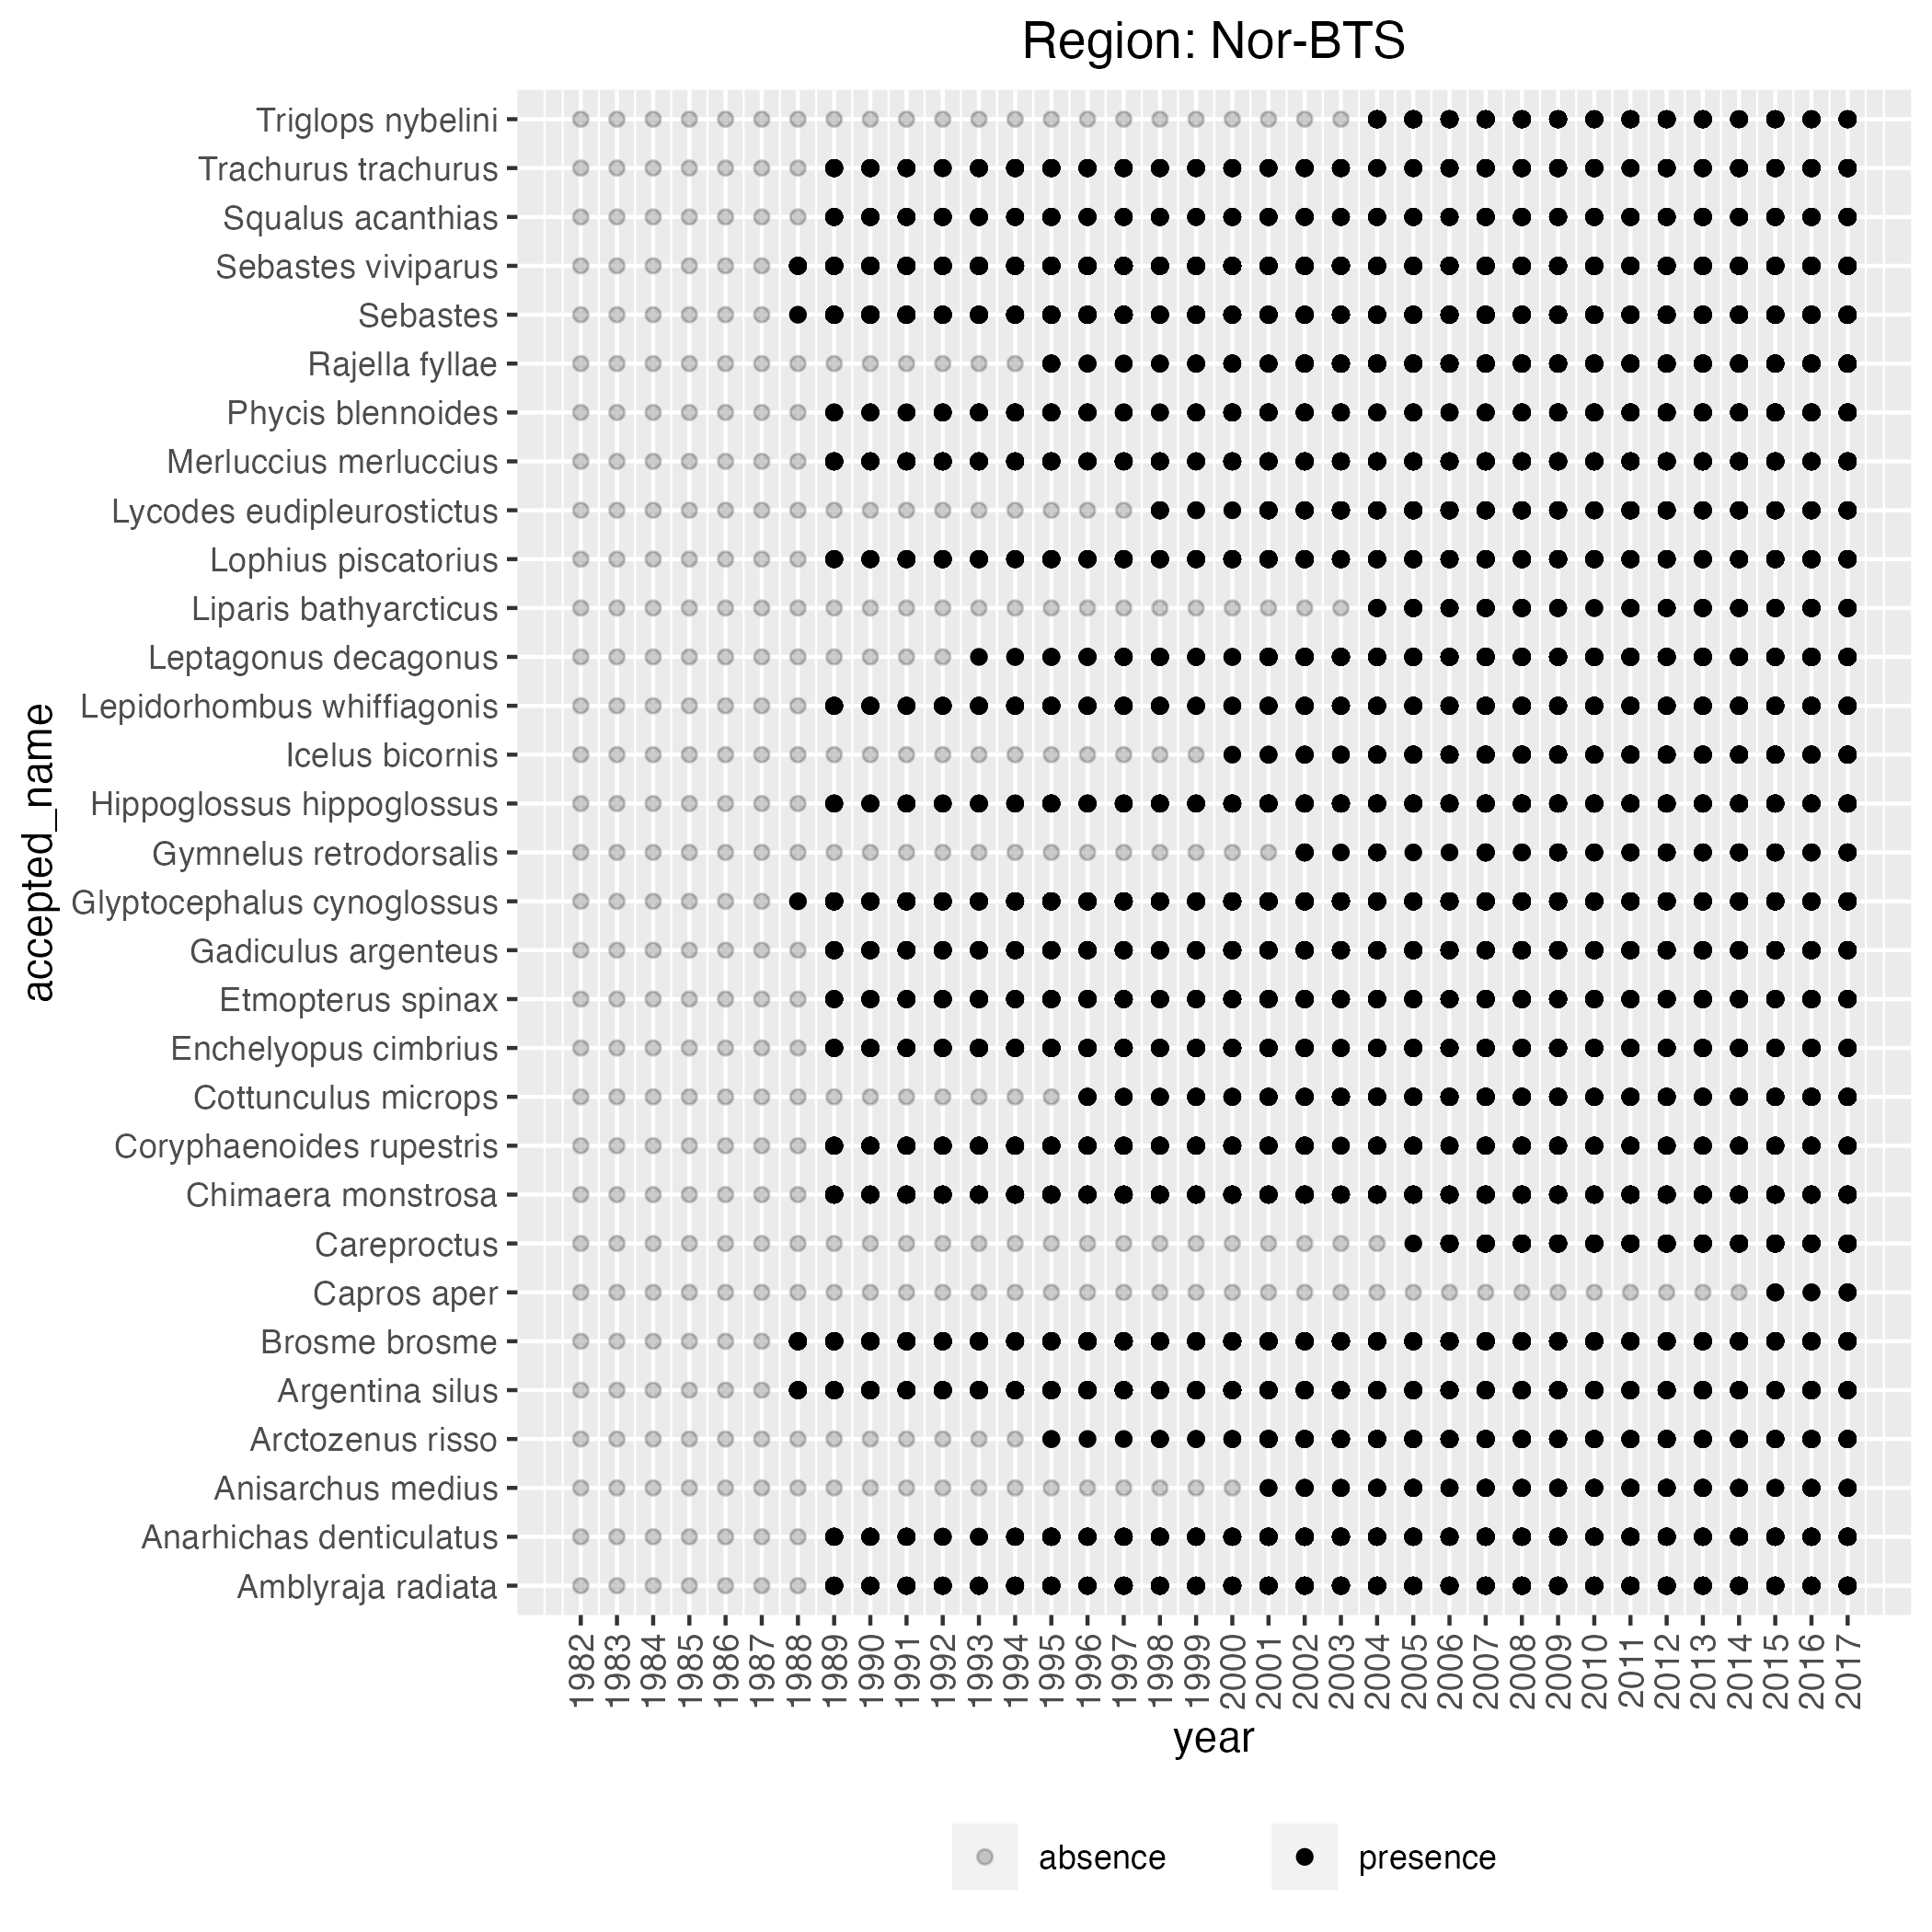 Region: Nor-BTS
Triglops nybelini
Trachurus trachurus
Squalus acanthias
Sebastes viviparus
Sebastes
Rajella fyllae
Phycis blennoides
Merluccius merluccius
Lycodes eudipleurostictus
Lophius piscatorius
Liparis bathyarcticus
Leptagonus decagonus
Lepidorhombus whiffiagonis
Icelus bicornis
Hippoglossus hippoglossus
Gymnelus retrodorsalis
Glyptocephalus cynoglossus
Gadiculus argenteus
Etmopterus spinax
Enchelyopus cimbrius
Cottunculus microps
Coryphaenoides rupestris
Chimaera monstrosa
Careproctus
Capros aper
Brosme brosme
Argentina silus
Arctozenus risso
Anisarchus medius
Anarhichas denticulatus
Amblyraja radiata
accepted_name
1982 1983 1984 1985 1986 1987 1988 1989 1990 1991 1992 1993 1994 1995 1996 1997 1998 1999 2000 2001 2002 2003 2004 2005 2006 2007 2008 2009 2010 2011 2012 2013 2014 2015 2016 2017
year
absence presence